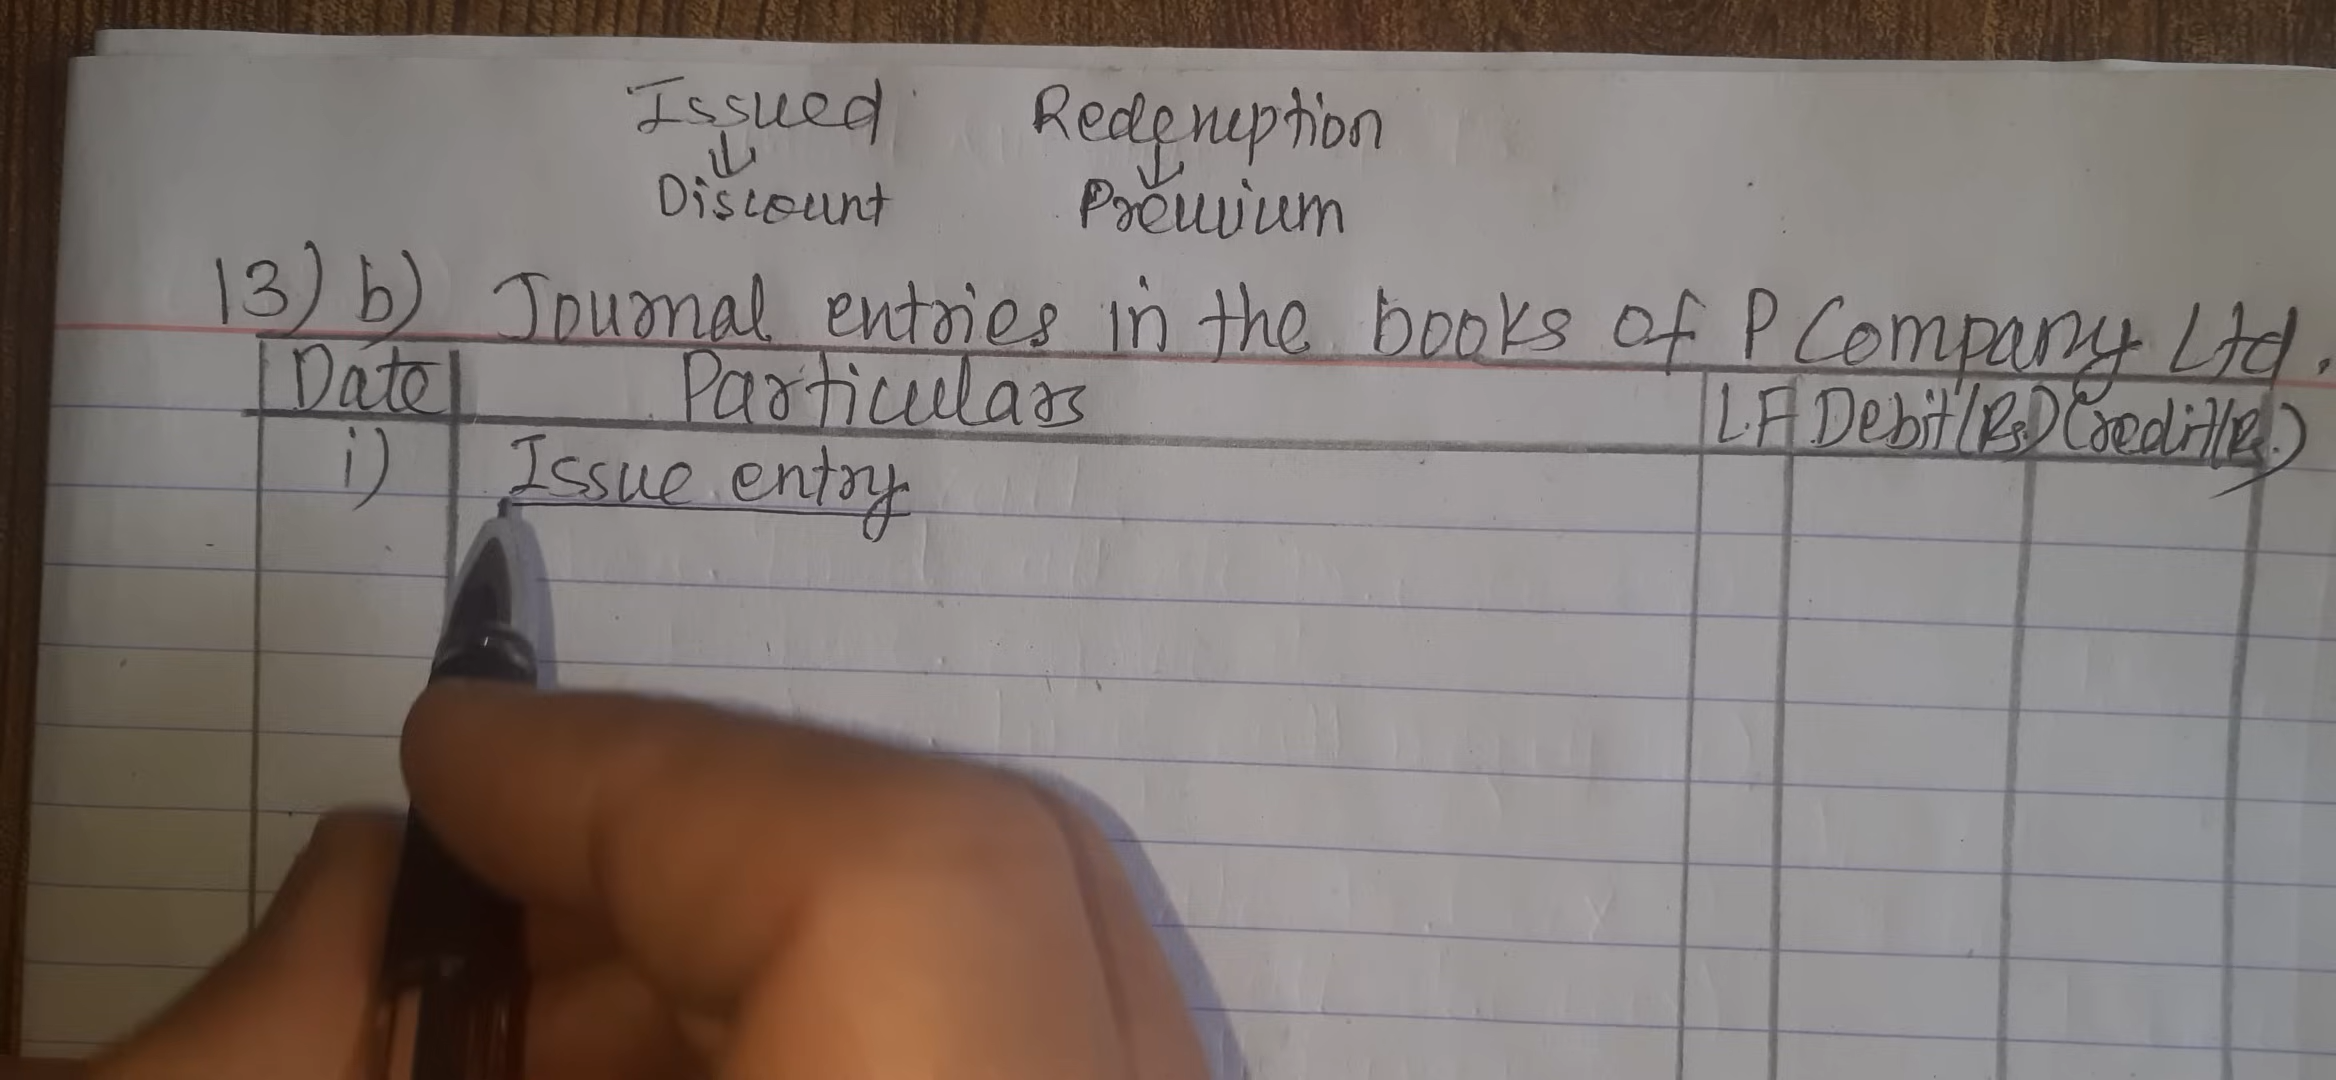 Issued Redemption
Discount Premium
13) b) Journal entries in the books of P Company Ltd.
Date Particulars L.F Debit(Rs.) Credit(Rs.)
i) Issue entry